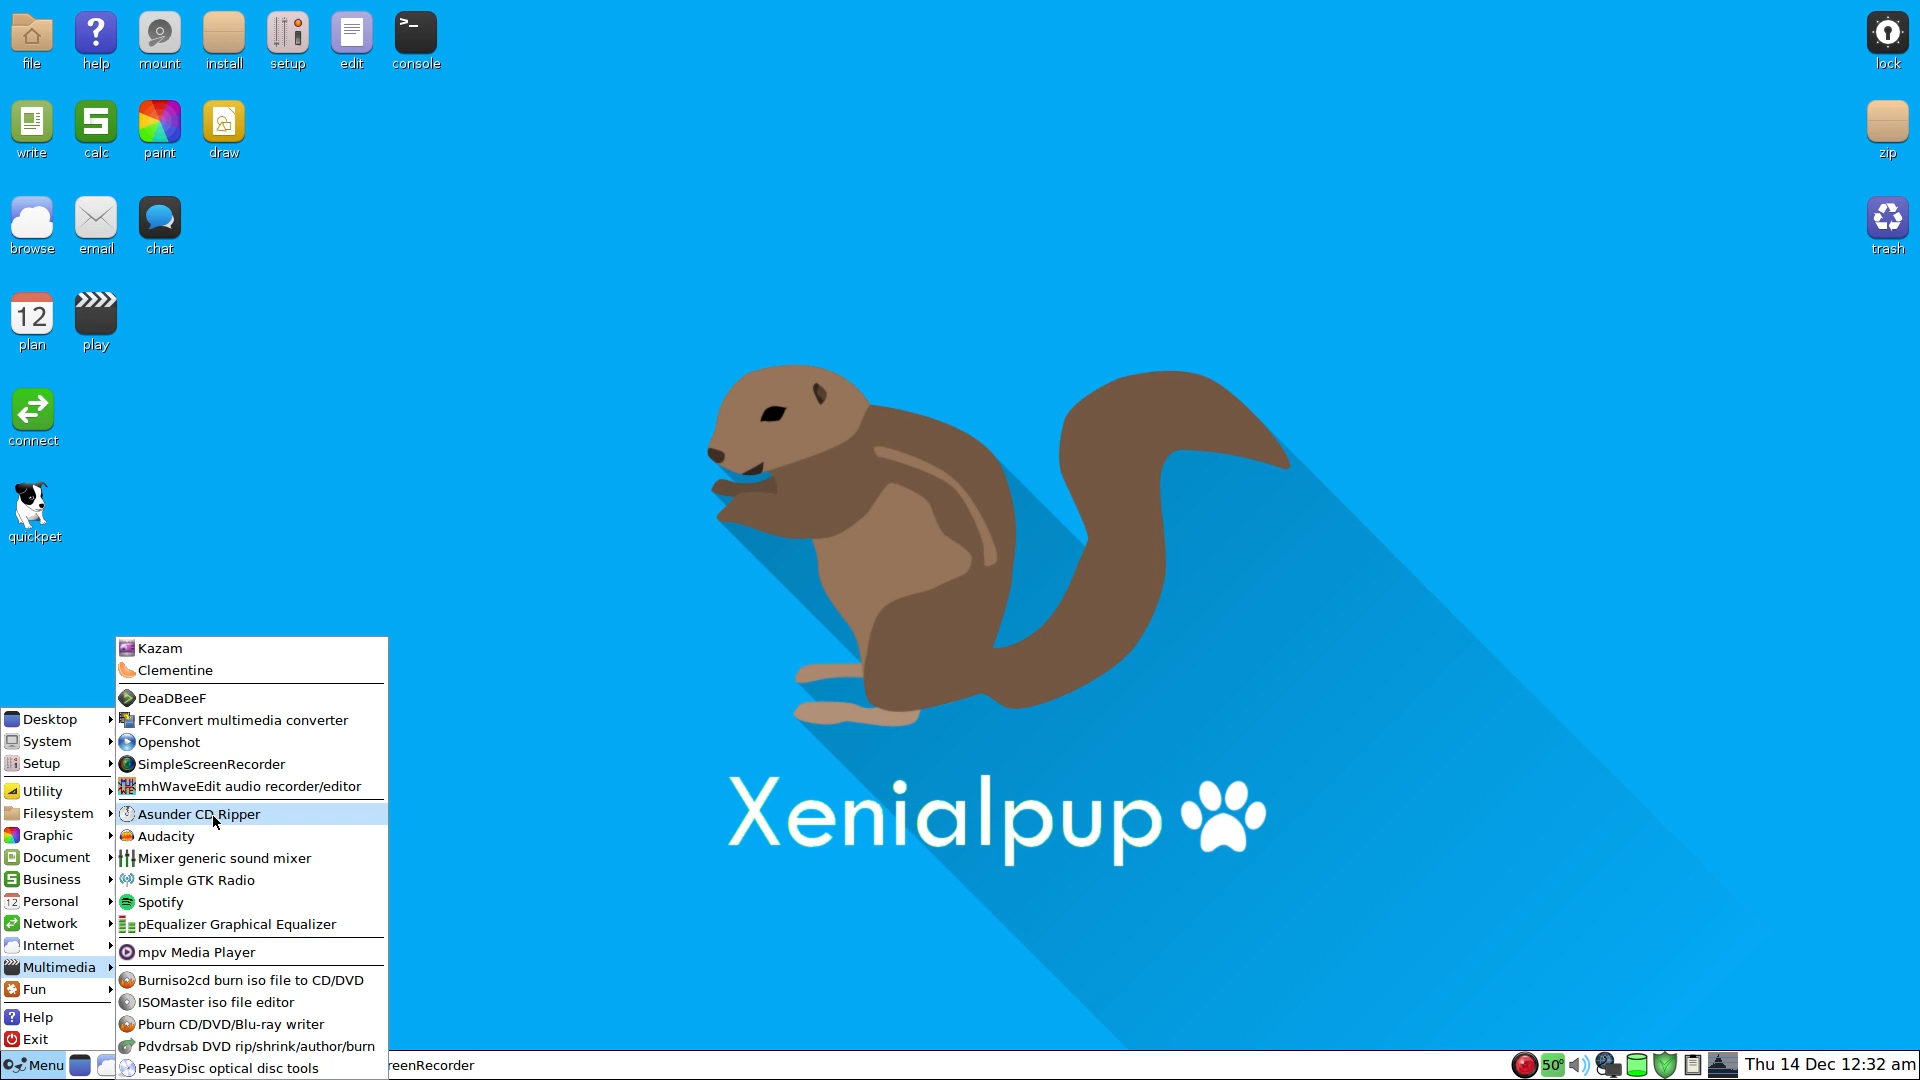 file help mount install setup edit console lock
write calc paint draw zip
browse email chat trash
12
plan play
connect
quickpet
Xenialpup
Kazam
Clementine
DeaDBeeF
FFConvert multimedia converter
Openshot
SimpleScreenRecorder
mhWaveEdit audio recorder/editor
Asunder CD Ripper
Audacity
Mixer generic sound mixer
Simple GTK Radio
Spotify
pEqualizer Graphical Equalizer
mpv Media Player
Burniso2cd burn iso file to CD/DVD
ISOMaster iso file editor
Pburn CD/DVD/Blu-ray writer
Pdvdrsab DVD rip/shrink/author/burn
PeasyDisc optical disc tools
Desktop
System
Setup
Utility
Filesystem
Graphic
Document
Business
Personal
Network
Internet
Multimedia
Fun
Help
Exit
Menu reenRecorder 50° Thu 14 Dec 12:32 am